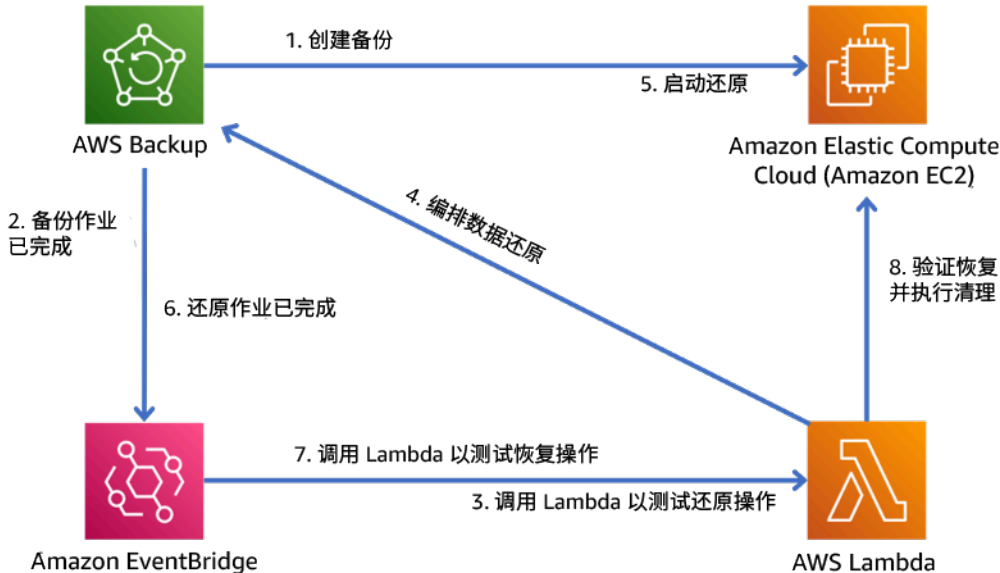 1. 创建备份
5. 启动还原
AWS Backup
Amazon Elastic Compute
Cloud (Amazon EC2)
2. 备份作业
已完成
4. 编排数据还原
8. 验证恢复
并执行清理
6. 还原作业已完成
7. 调用 Lambda 以测试恢复操作
3. 调用 Lambda 以测试还原操作
Amazon EventBridge
AWS Lambda